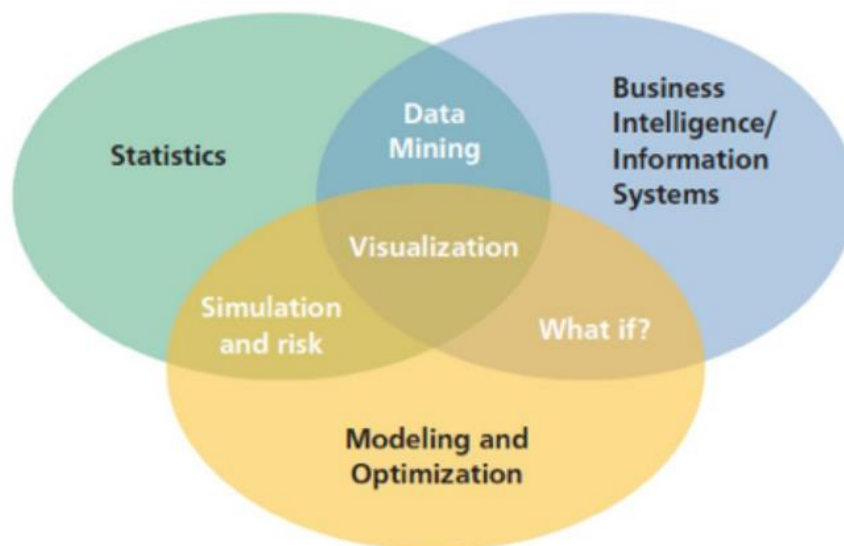 Statistics
Data
Mining
Business
Intelligence/
Information
Systems
Visualization
Simulation
and risk
What if?
Modeling and
Optimization